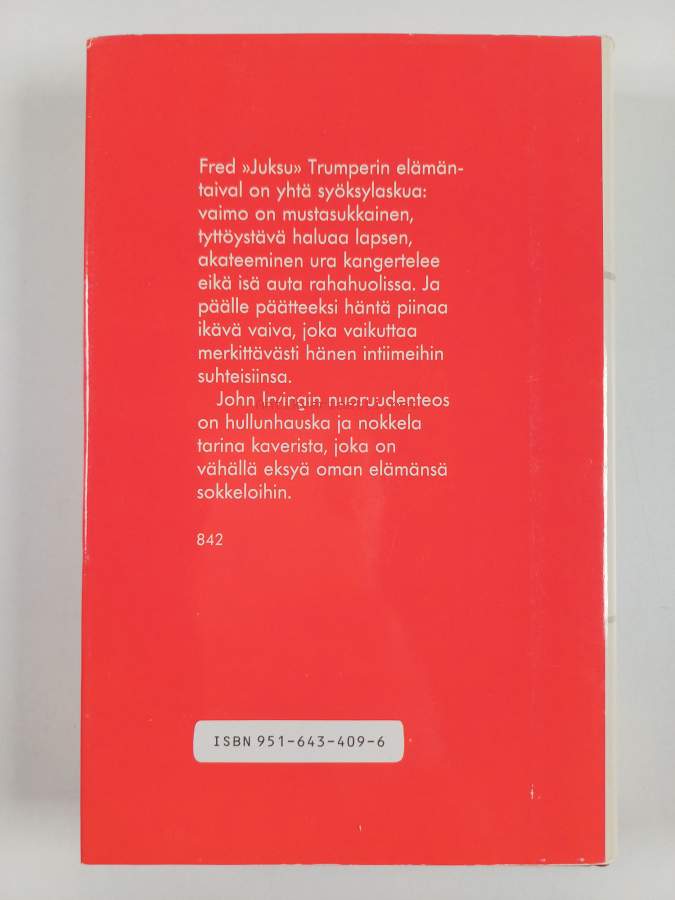 Fred »Juksu» Trumperin elämän-
taival on yhtä syöksylaskua:
vaimo on mustasukkainen,
tyttöystävä haluaa lapsen,
akateeminen ura kangertelee
eikä isä auta rahahuolissa. Ja
päälle päätteeksi häntä piinaa
ikävä vaiva, joka vaikuttaa
merkittävästi hänen intiimeihin
suhteisiinsa.
John Irvingin nuoruudenteos
on hullunhauska ja nokkela
tarina kaverista, joka on
vähällä eksyä oman elämänsä
sokkeloihin.
842
ISBN 951-643-409-6